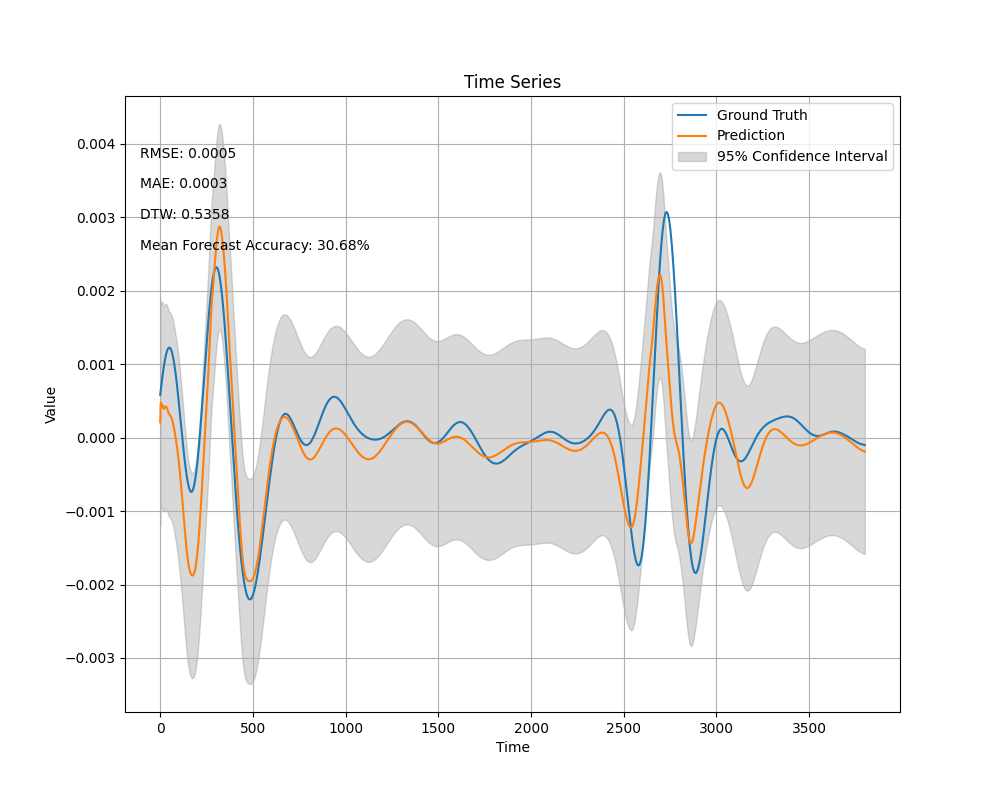 Time Series
Ground Truth
Prediction
95% Confidence Interval
RMSE: 0.0005
MAE: 0.0003
DTW: 0.5358
Mean Forecast Accuracy: 30.68%
0.004
0.003
0.002
0.001
0.000
−0.001
−0.002
−0.003
Value
0 500 1000 1500 2000 2500 3000 3500
Time